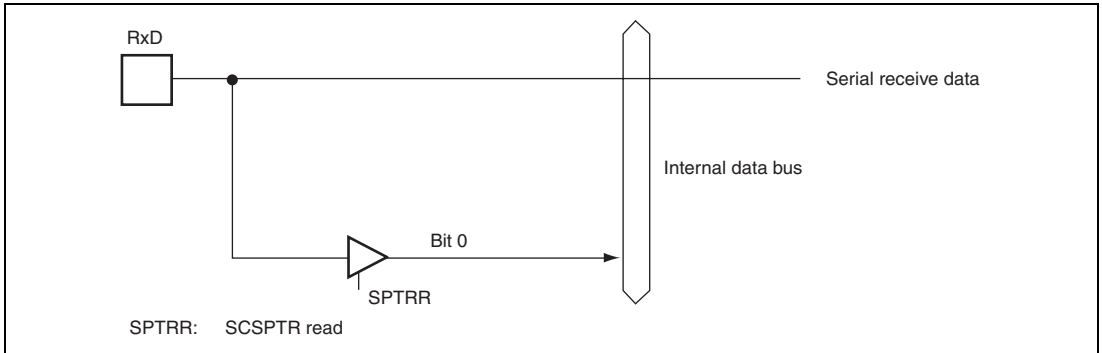 RxD
Serial receive data
Internal data bus
Bit 0
SPTRR
SPTRR: SCSPTR read